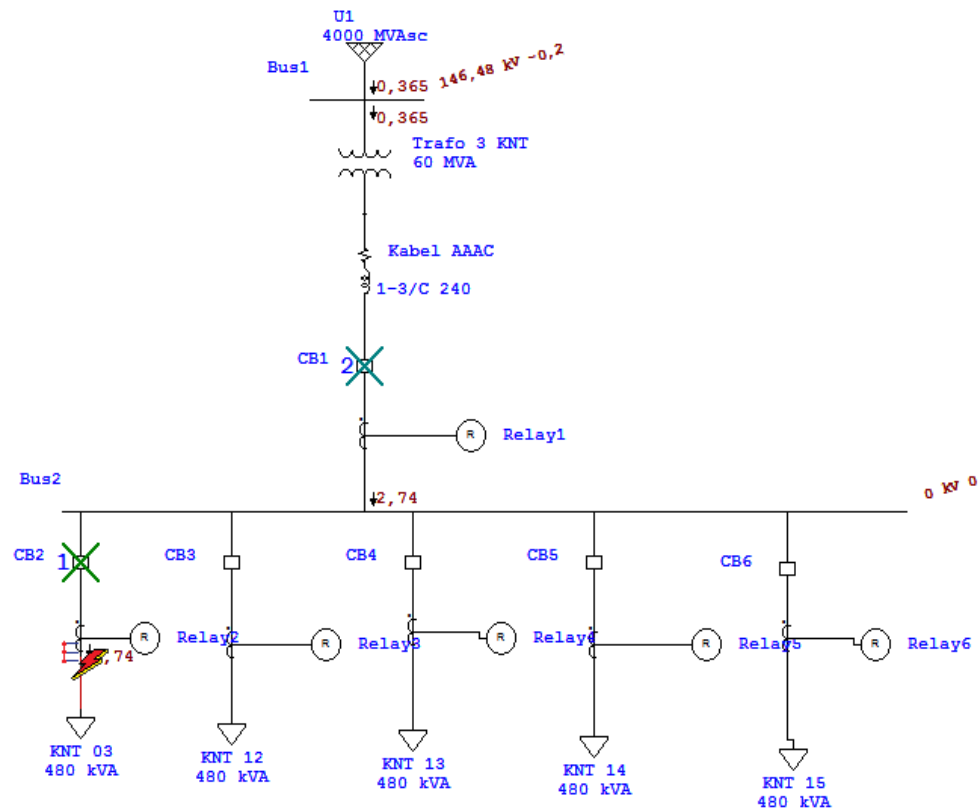 U1
4000 MVAsc
Bus1
0,365
146,48 kV -0,2
0,365
Trafo 3 KNT
60 MVA
Kabel AAAC
1-3/C 240
CB1
2
R
Relay1
Bus2
2,74
0 kV 0
CB2
1
CB3
CB4
CB5
CB6
R
Relay2
R
Relay3
R
Relay4
R
Relay5
R
Relay6
,74
KNT 03
480 kVA
KNT 12
480 kVA
KNT 13
480 kVA
KNT 14
480 kVA
KNT 15
480 kVA